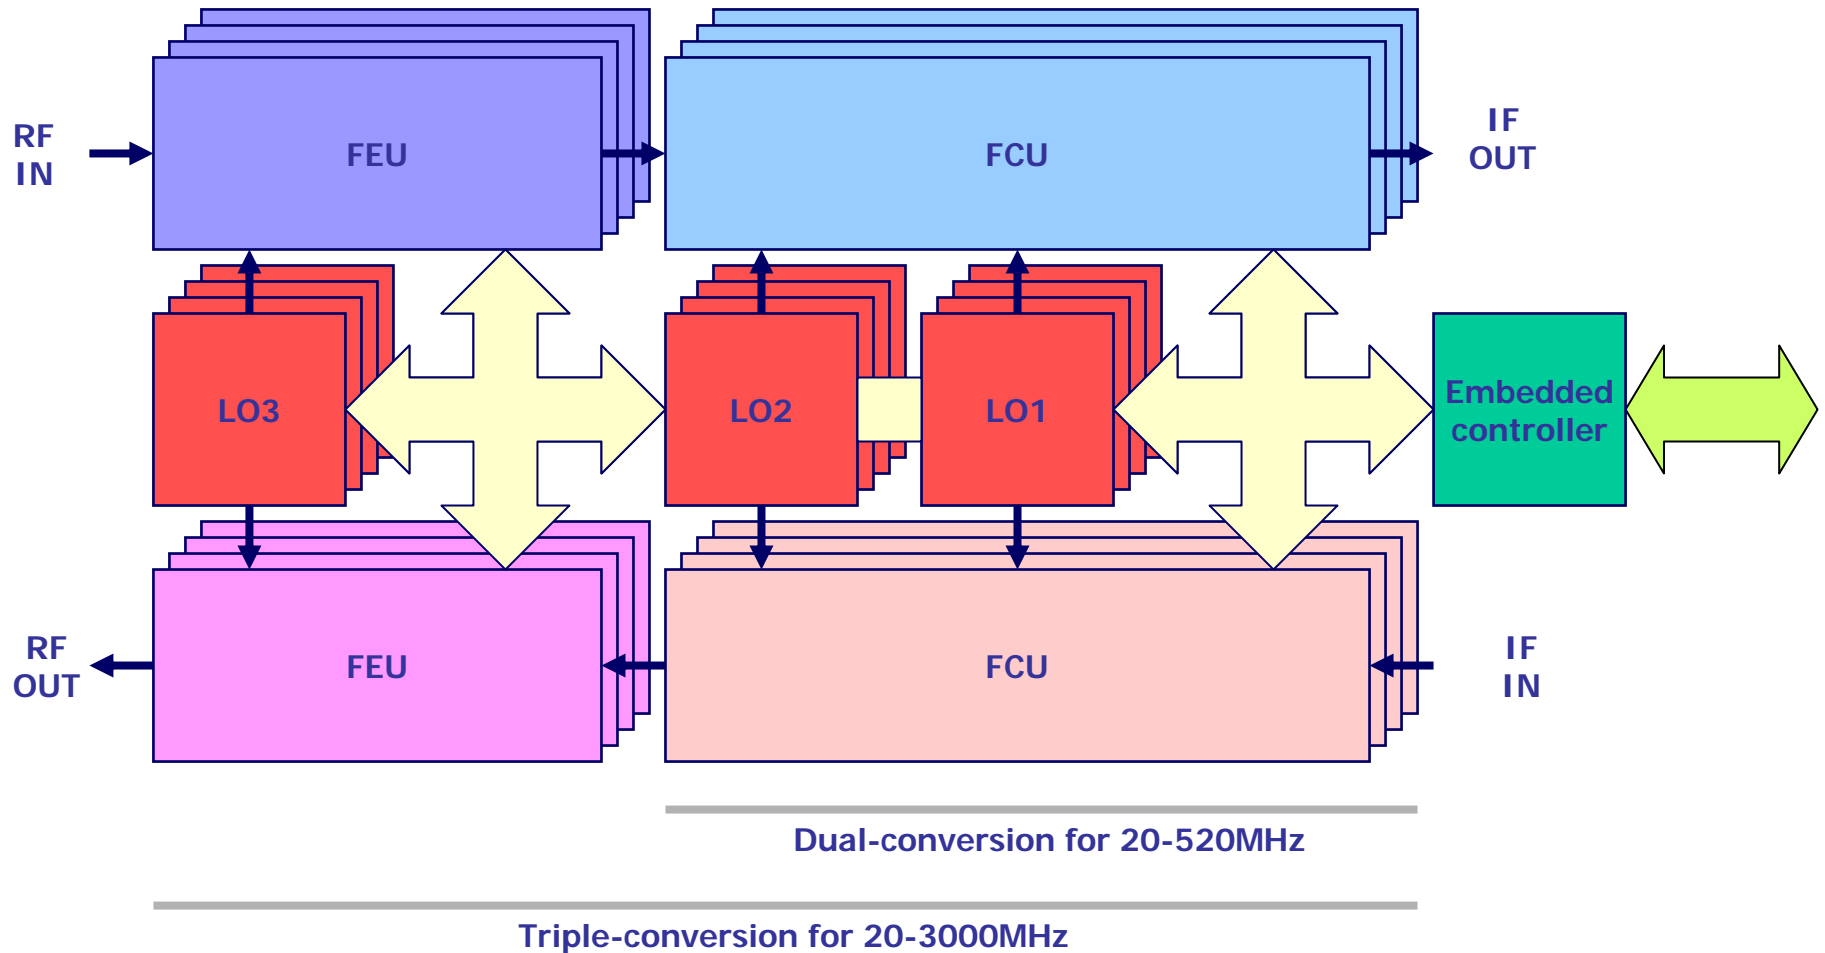 RF
IN
FEU
FCU
IF
OUT
LO3
LO2
LO1
Embedded
controller
RF
OUT
FEU
FCU
IF
IN
Dual-conversion for 20-520MHz
Triple-conversion for 20-3000MHz